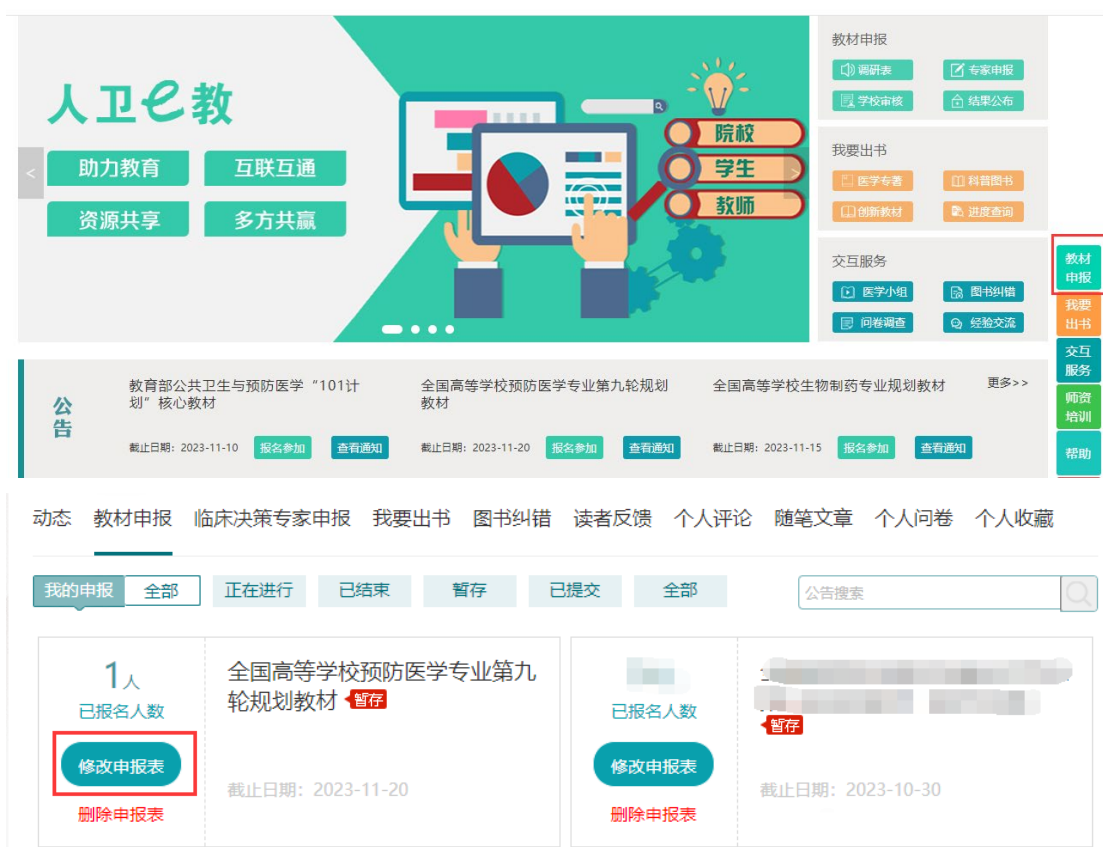 人卫e教
助力教育
互联互通
资源共享
多方共赢
院校
学生
教师
教材申报
调研表
专家申报
学校审核
结果公布
我要出书
医学专著
科普图书
创新教材
进度查询
交互服务
医学小组
图书纠错
问卷调查
经验交流
教材
申报
我要
出书
交互
服务
师资
培训
帮助
公告
教育部公共卫生与预防医学“101计
划”核心教材
截止日期：2023-11-10 报名参加 查看通知
全国高等学校预防医学专业第九轮规划
教材
截止日期：2023-11-20 报名参加 查看通知
全国高等学校生物制药专业规划教材
截止日期：2023-11-15 报名参加 查看通知
更多>>
动态 教材申报 临床决策专家申报 我要出书 图书纠错 读者反馈 个人评论 随笔文章 个人问卷 个人收藏
我的申报 全部 正在进行 已结束 暂存 已提交 全部 公告搜索
1人
已报名人数
修改申报表
删除申报表
全国高等学校预防医学专业第九
轮规划教材 暂存
截止日期：2023-11-20
已报名人数
修改申报表
删除申报表
暂存
截止日期：2023-10-30